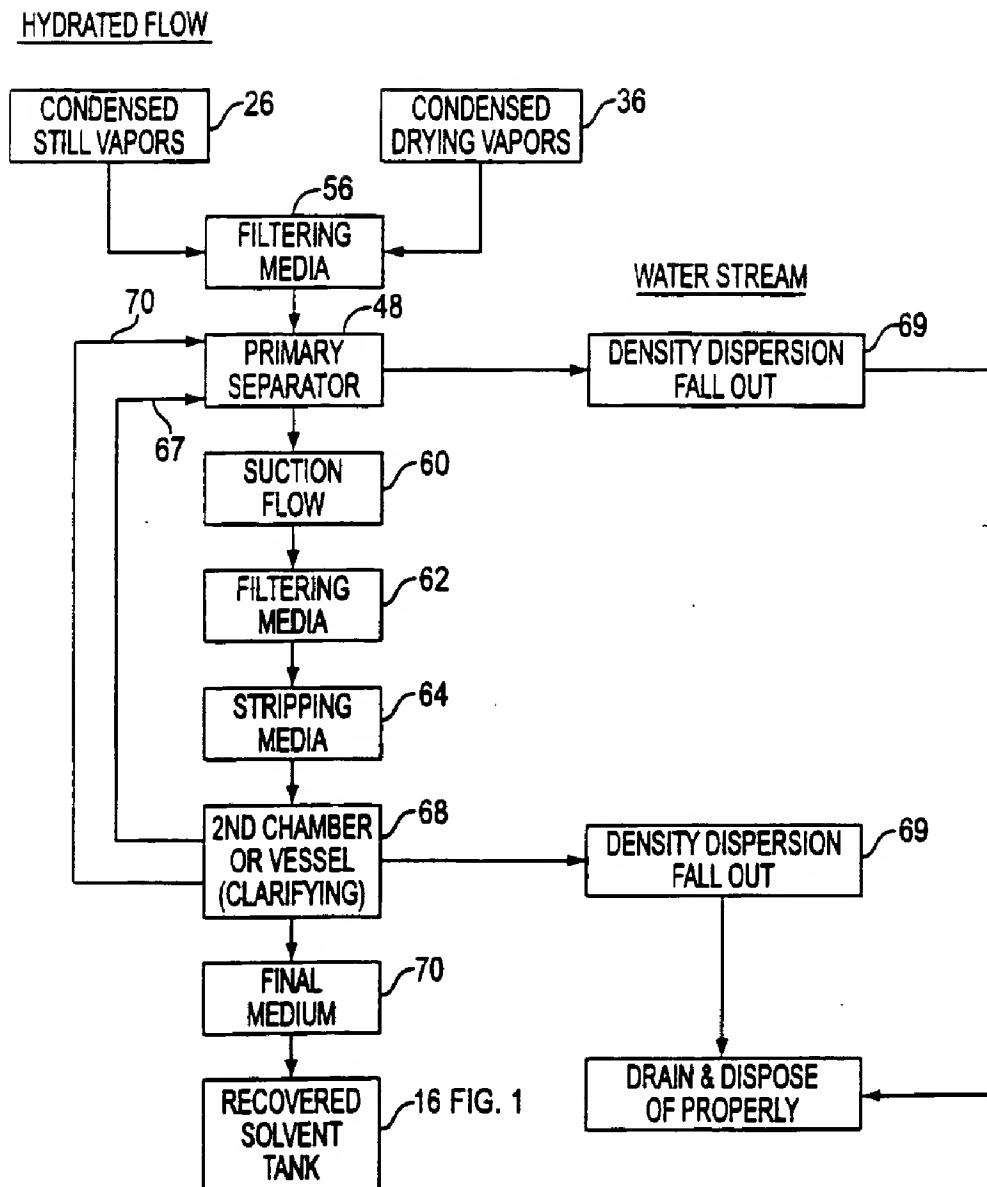 HYDRATED FLOW
CONDENSED
STILL VAPORS
26
CONDENSED
DRYING VAPORS
36
56
FILTERING
MEDIA
WATER STREAM
70
48
PRIMARY
SEPARATOR
69
DENSITY DISPERSION
FALL OUT
67
SUCTION
FLOW
60
FILTERING
MEDIA
62
STRIPPING
MEDIA
64
2ND CHAMBER
OR VESSEL
(CLARIFYING)
68
DENSITY DISPERSION
FALL OUT
69
FINAL
MEDIUM
70
DRAIN & DISPOSE
OF PROPERLY
RECOVERED
SOLVENT
TANK
16 FIG. 1